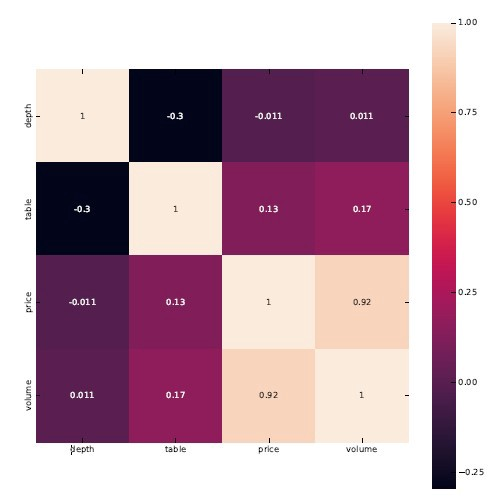 1.00
depth 1 -0.3 -0.011 0.011
0.75
table -0.3 1 0.13 0.17
0.50
0.25
price -0.011 0.13 1 0.92
volume 0.011 0.17 0.92 1
0.00
depth table price volume
−0.25